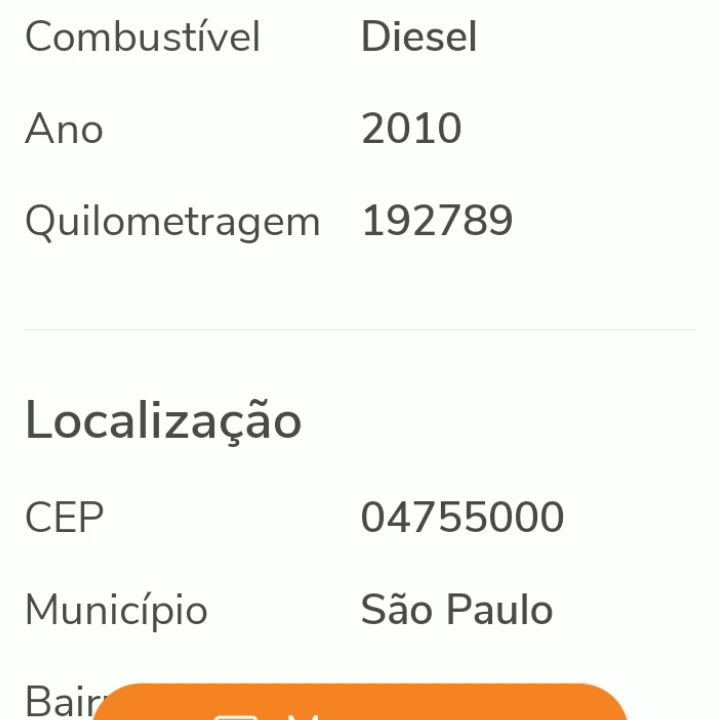 Combustível Diesel
Ano 2010
Quilometragem 192789
Localização
CEP 04755000
Município São Paulo